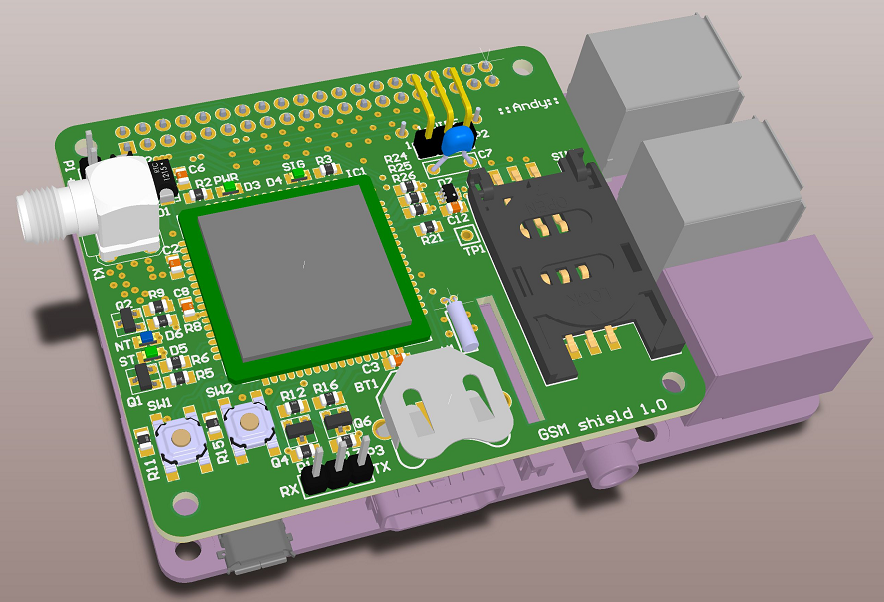 ::Andy::
P2
C7
R24
R25
R26
C12
R21
TP1
P1
C6
R2
PWR
D3
D4
SIG
R3
IC1
K1
C2
Q2
R9
C8
R8
NT
D6
ST
D5
R6
R5
Q1
SW1
SW2
R11
R15
R12
R16
C3
BT1
Q6
Q4
RX
TX
GSM shield 1.0